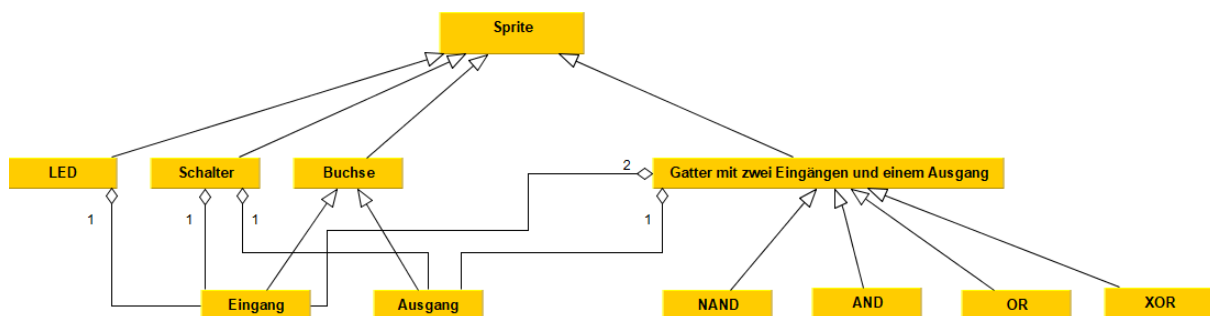 Sprite
LED
Schalter
Buchse
2
Gatter mit zwei Eingängen und einem Ausgang
1
1
1
1
Eingang
Ausgang
NAND
AND
OR
XOR